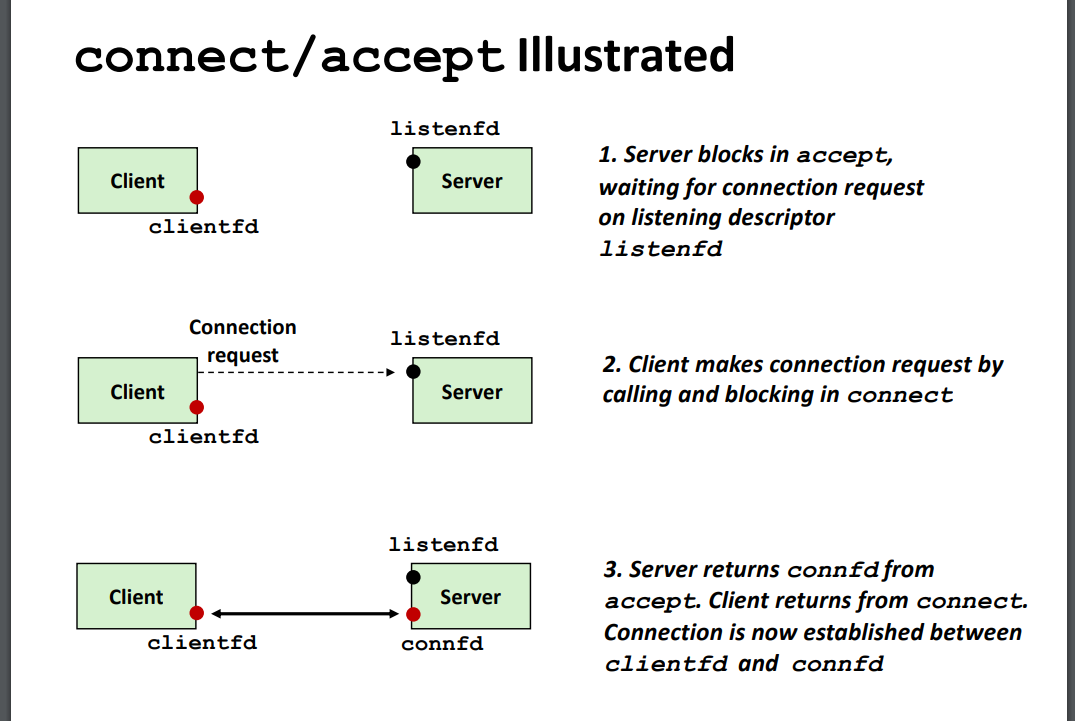 connect/accept Illustrated
listenfd
Client
Server
clientfd
1. Server blocks in accept,
waiting for connection request
on listening descriptor
listenfd
Connection
request
listenfd
Client
Server
clientfd
2. Client makes connection request by
calling and blocking in connect
listenfd
Client
Server
clientfd
connfd
3. Server returns connfd from
accept. Client returns from connect.
Connection is now established between
clientfd and connfd